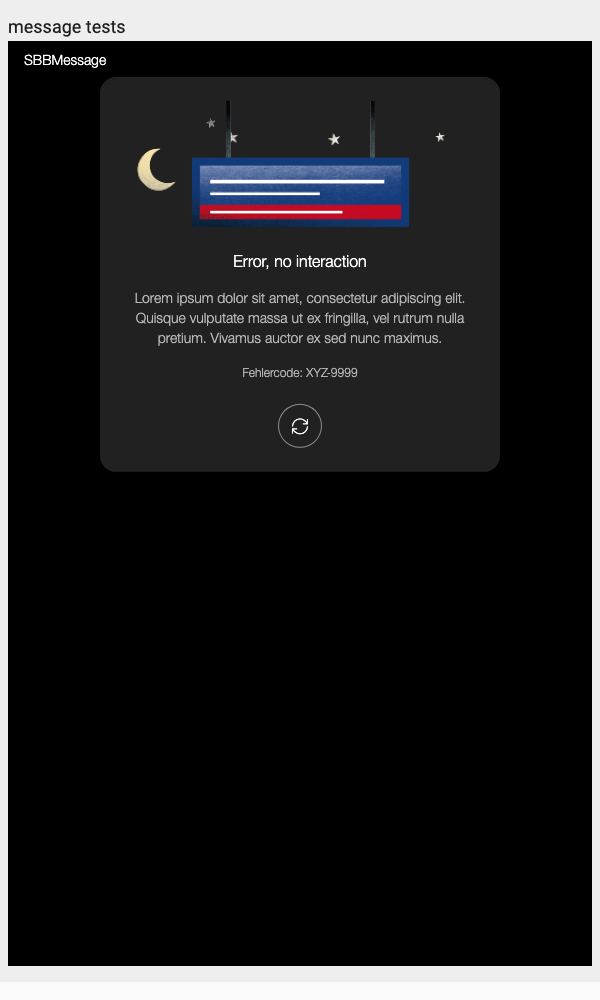 message tests
SBBMessage
Error, no interaction
Lorem ipsum dolor sit amet, consectetur adipiscing elit.
Quisque vulputate massa ut ex fringilla, vel rutrum nulla
pretium. Vivamus auctor ex sed nunc maximus.
Fehlercode: XYZ-9999